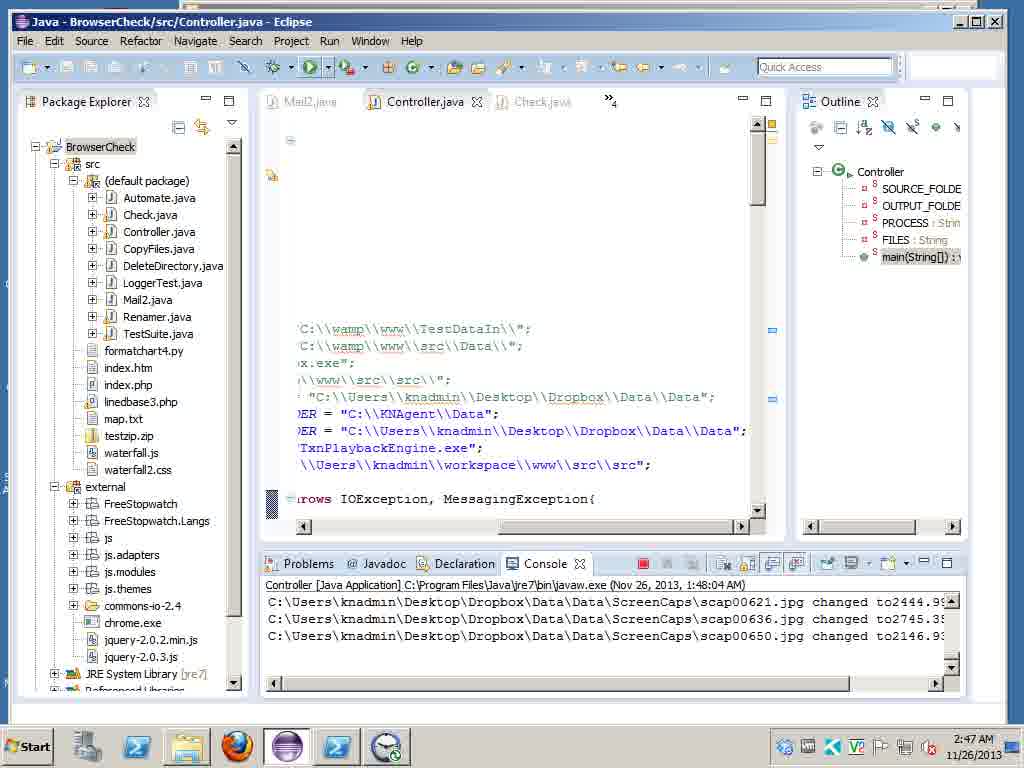 Java - BrowserCheck/src/Controller.java - Eclipse
File Edit Source Refactor Navigate Search Project Run Window Help
Quick Access
Package Explorer
BrowserCheck
src
(default package)
Automate.java
Check.java
Controller.java
CopyFiles.java
DeleteDirectory.java
LoggerTest.java
Mail2.java
Renamer.java
TestSuite.java
formatchart4.py
index.htm
index.php
linedbase3.php
map.txt
testzip.zip
waterfall.js
waterfall2.css
external
FreeStopwatch
FreeStopwatch.Langs
js
js.adapters
js.modules
js.themes
commons-io-2.4
chrome.exe
jquery-2.0.2.min.js
jquery-2.0.3.js
JRE System Library [jre7]
Referenced Libraries
Mail2.java Controller.java Check.java »4
'C:\\wamp\\www\\TestDataIn\\";
'C:\\wamp\\www\\src\\Data\\";
x.exe";
\\www\\src\\src\\";
= "C:\\Users\\knadmin\\Desktop\\Dropbox\\Data\\Data";
DER = "C:\\KNAgent\\Data";
DER = "C:\\Users\\knadmin\\Desktop\\Dropbox\\Data\\Data";
TxnPlaybackEngine.exe";
\\Users\\knadmin\\workspace\\www\\src\\src";
throws IOException, MessagingException{
Outline
Controller
SOURCE_FOLDE
OUTPUT_FOLDE
PROCESS : Strin
FILES : String
main(String[]) : v
Problems @ Javadoc Declaration Console
Controller [Java Application] C:\Program Files\Java\jre7\bin\javaw.exe (Nov 26, 2013, 1:48:04 AM)
C:\Users\knadmin\Desktop\Dropbox\Data\Data\ScreenCaps\scap00621.jpg changed to2444.99
C:\Users\knadmin\Desktop\Dropbox\Data\Data\ScreenCaps\scap00636.jpg changed to2745.35
C:\Users\knadmin\Desktop\Dropbox\Data\Data\ScreenCaps\scap00650.jpg changed to2146.93
Start
2:47 AM
11/26/2013